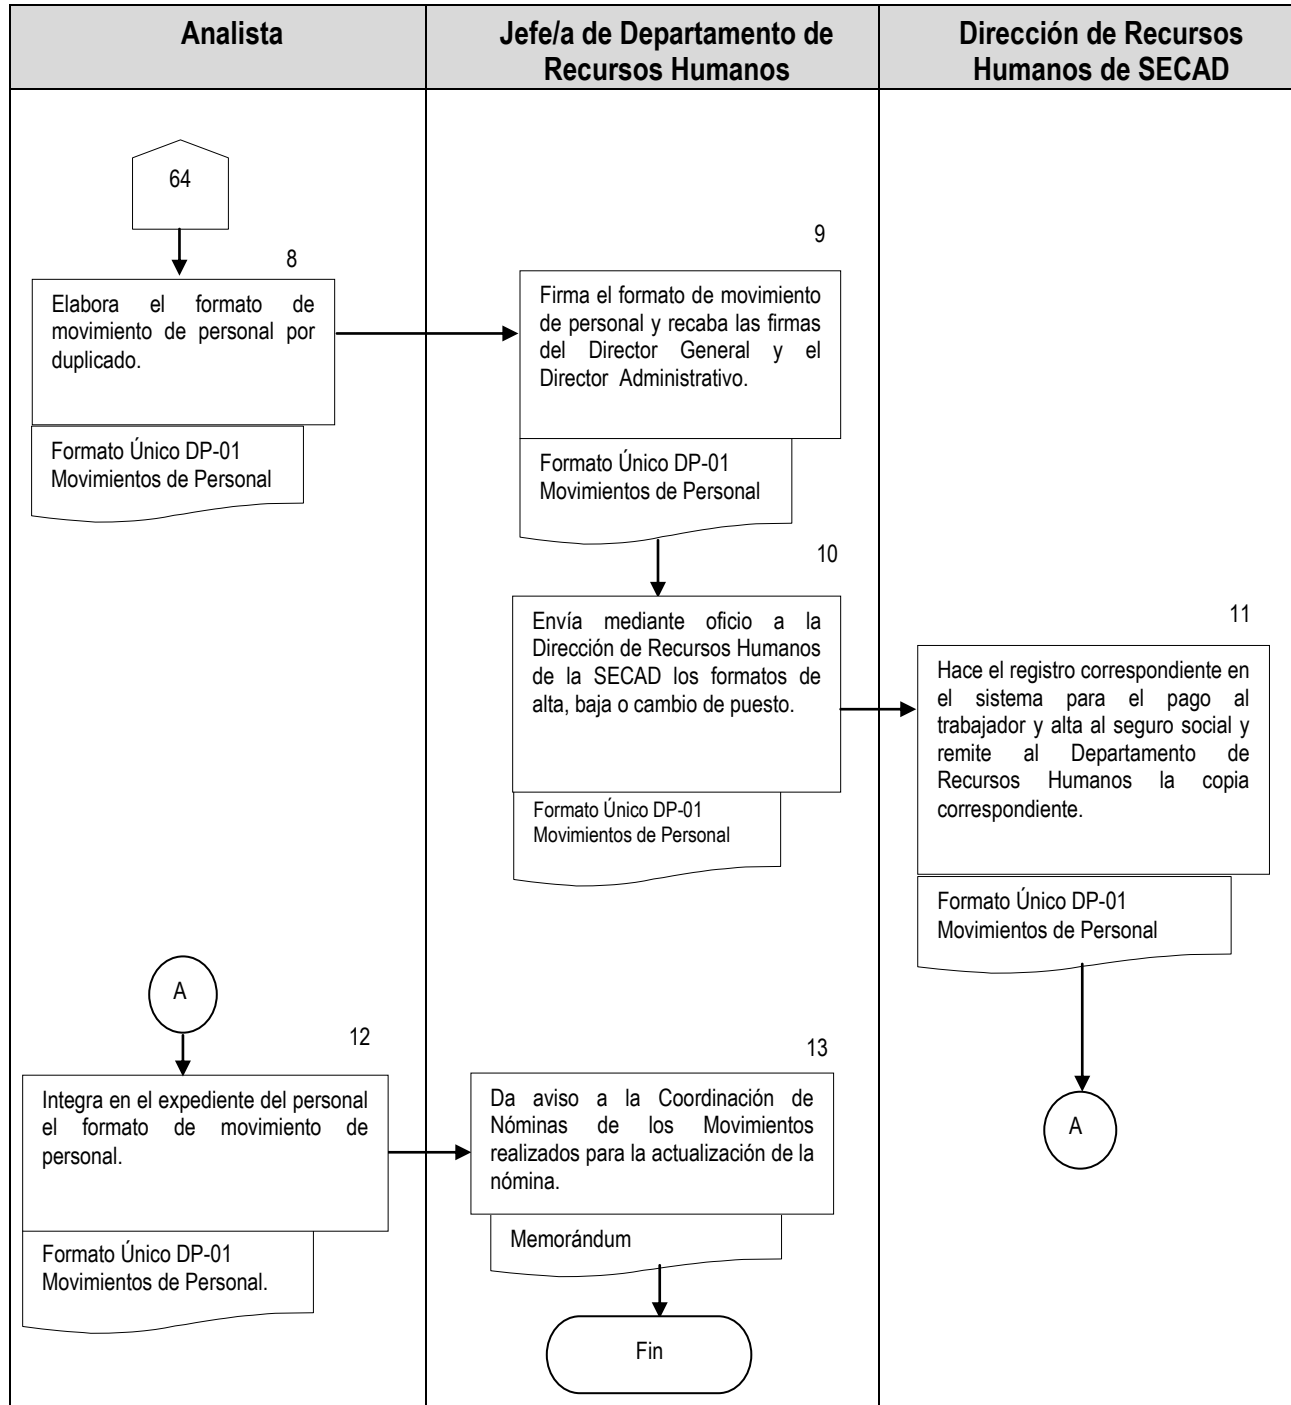 Analista
Jefe/a de Departamento de
Recursos Humanos
Dirección de Recursos
Humanos de SECAD
64
8
Elabora el formato de
movimiento de personal por
duplicado.
Formato Único DP-01
Movimientos de Personal
9
Firma el formato de movimiento
de personal y recaba las firmas
del Director General y el
Director Administrativo.
Formato Único DP-01
Movimientos de Personal
10
Envía mediante oficio a la
Dirección de Recursos Humanos
de la SECAD los formatos de
alta, baja o cambio de puesto.
Formato Único DP-01
Movimientos de Personal
11
Hace el registro correspondiente en
el sistema para el pago al
trabajador y alta al seguro social y
remite al Departamento de
Recursos Humanos la copia
correspondiente.
Formato Único DP-01
Movimientos de Personal
A
A
12
Integra en el expediente del personal
el formato de movimiento de
personal.
Formato Único DP-01
Movimientos de Personal.
13
Da aviso a la Coordinación de
Nóminas de los Movimientos
realizados para la actualización de la
nómina.
Memorándum
Fin